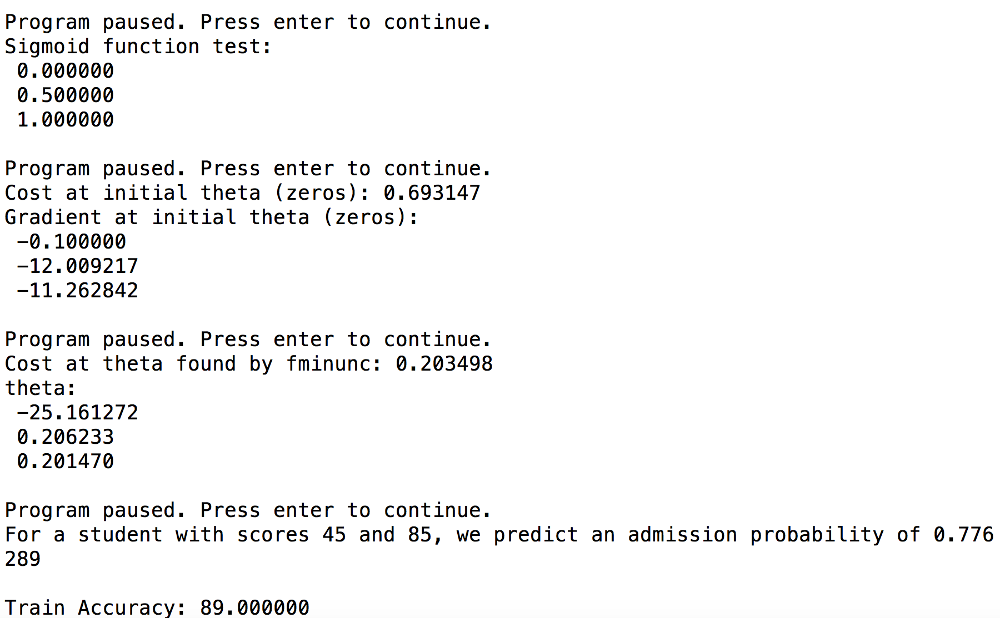 Program paused. Press enter to continue.
Sigmoid function test:
0.000000
0.500000
1.000000
Program paused. Press enter to continue.
Cost at initial theta (zeros): 0.693147
Gradient at initial theta (zeros):
-0.100000
-12.009217
-11.262842
Program paused. Press enter to continue.
Cost at theta found by fminunc: 0.203498
theta:
-25.161272
0.206233
0.201470
Program paused. Press enter to continue.
For a student with scores 45 and 85, we predict an admission probability of 0.776
289
Train Accuracy: 89.000000